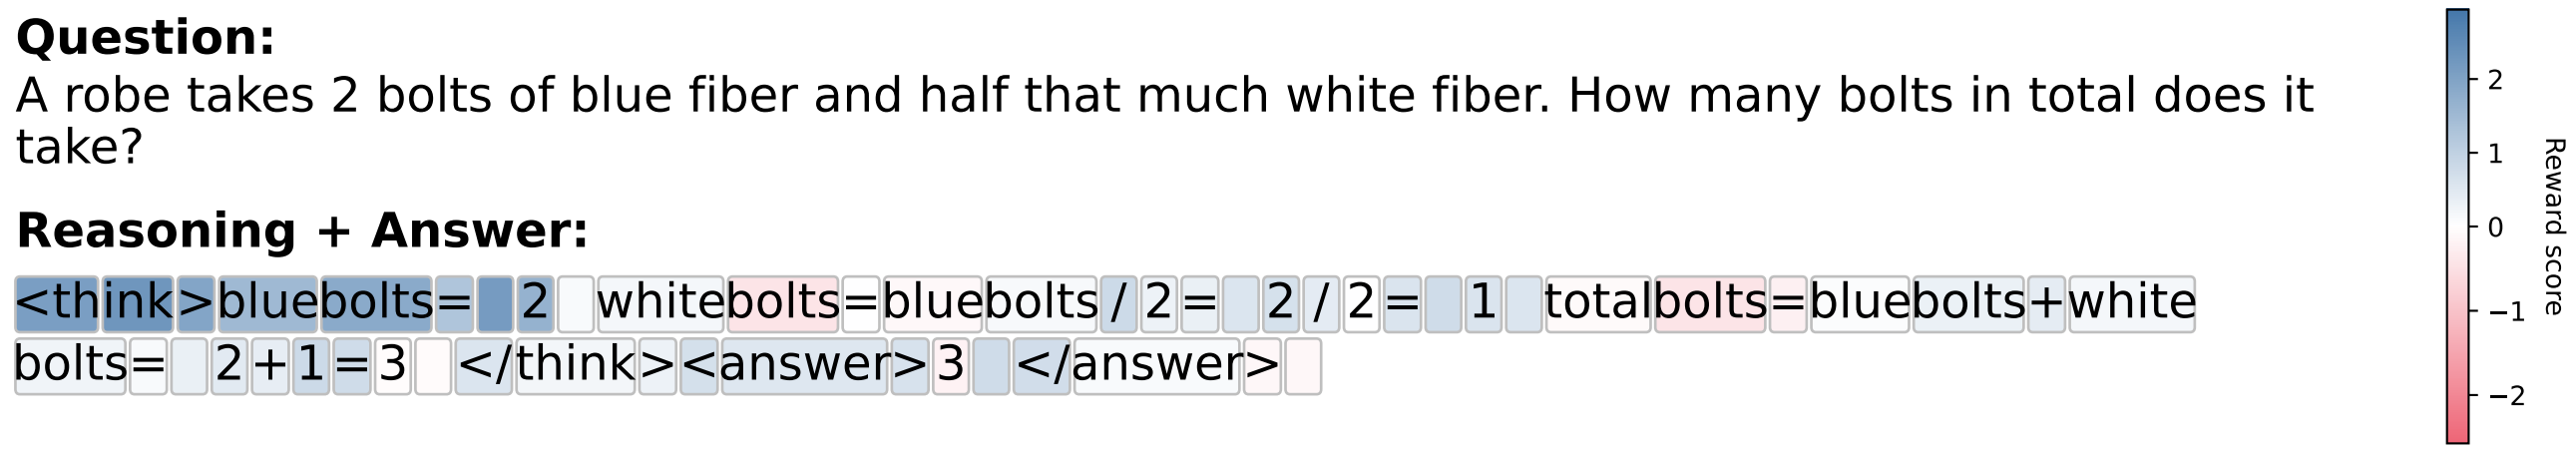 Question:
A robe takes 2 bolts of blue fiber and half that much white fiber. How many bolts in total does it
take?
Reasoning + Answer:
<think>bluebolts= 2 whitebolts=bluebolts/2= 2/2= 1 totalbolts=bluebolts+white
bolts= 2+1=3 </think><answer>3 </answer>
2
1
0
−1
−2
Reward score